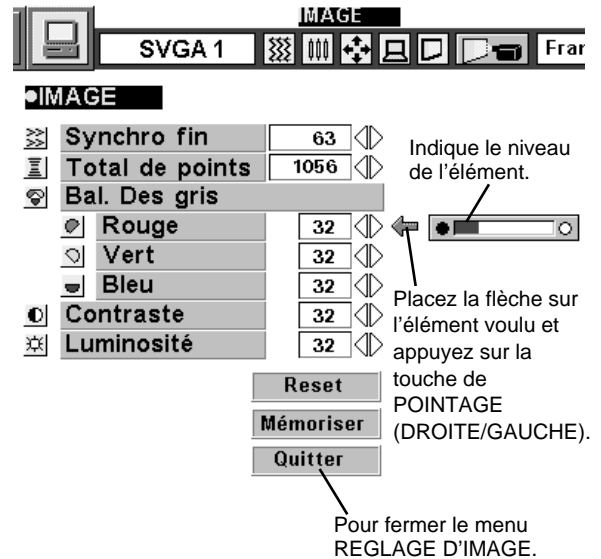 IMAGE
SVGA 1
Fran
●IMAGE
Synchro fin 63
Total de points 1056
Bal. Des gris
Rouge 32
Vert 32
Bleu 32
Contraste 32
Luminosité 32
Reset
Mémoriser
Quitter
Indique le niveau
de l'élément.
Placez la flèche sur
l'élément voulu et
appuyez sur la
touche de
POINTAGE
(DROITE/GAUCHE).
Pour fermer le menu
REGLAGE D'IMAGE.